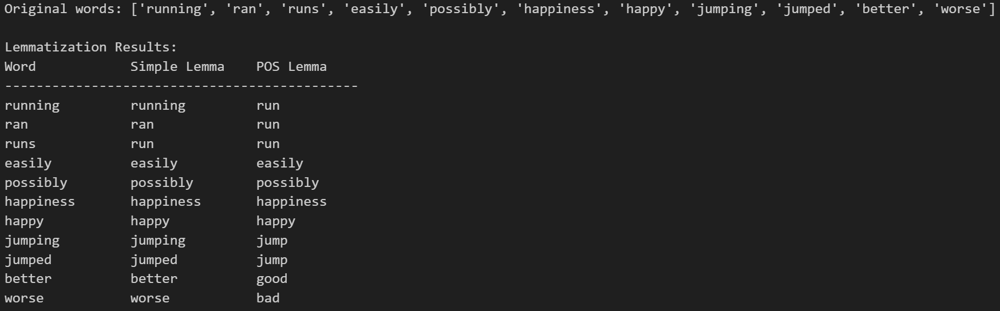 Original words: ['running', 'ran', 'runs', 'easily', 'possibly', 'happiness', 'happy', 'jumping', 'jumped', 'better', 'worse']

Lemmatization Results:
Word            Simple Lemma    POS Lemma
---------------------------------------------
running         running         run
ran             ran             run
runs            run             run
easily          easily          easily
possibly        possibly        possibly
happiness       happiness       happiness
happy           happy           happy
jumping         jumping         jump
jumped          jumped          jump
better          better          good
worse           worse           bad